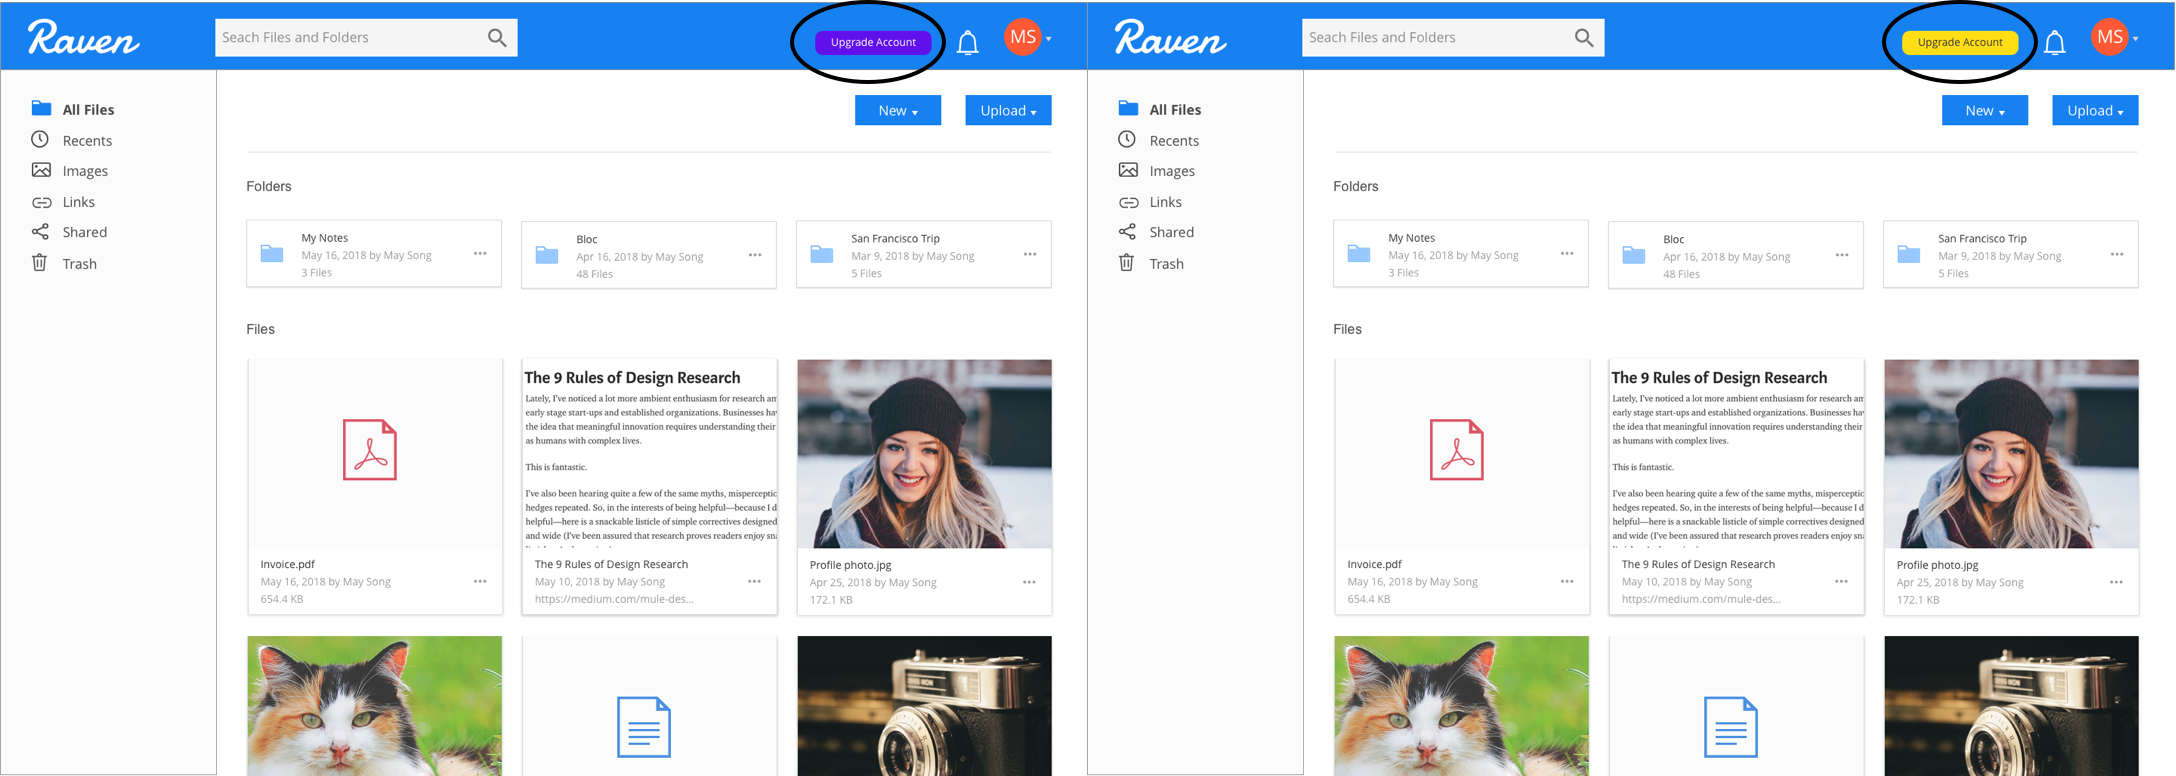 Raven
Seach Files and Folders
Upgrade Account
MS
All Files
Recents
Images
Links
Shared
Trash
New
Upload
Folders
My Notes
May 16, 2018 by May Song
3 Files
Bloc
Apr 16, 2018 by May Song
48 Files
San Francisco Trip
Mar 9, 2018 by May Song
5 Files
Files
The 9 Rules of Design Research
Lately, I've noticed a lot more ambient enthusiasm for research am
early stage start-ups and established organizations. Businesses hav
the idea that meaningful innovation requires understanding their
as humans with complex lives.
This is fantastic.
I've also been hearing quite a few of the same myths, misperceptic
hedges repeated. So, in the interests of being helpful—because I d
helpful—here is a snackable listicle of simple correctives designed
and wide (I've been assured that research proves readers enjoy sna
Invoice.pdf
May 16, 2018 by May Song
654.4 KB
The 9 Rules of Design Research
May 10, 2018 by May Song
https://medium.com/mule-des...
Profile photo.jpg
Apr 25, 2018 by May Song
172.1 KB
Raven
Seach Files and Folders
Upgrade Account
MS
All Files
Recents
Images
Links
Shared
Trash
New
Upload
Folders
My Notes
May 16, 2018 by May Song
3 Files
Bloc
Apr 16, 2018 by May Song
48 Files
San Francisco Trip
Mar 9, 2018 by May Song
5 Files
Files
The 9 Rules of Design Research
Lately, I've noticed a lot more ambient enthusiasm for research am
early stage start-ups and established organizations. Businesses hav
the idea that meaningful innovation requires understanding their
as humans with complex lives.
This is fantastic.
I've also been hearing quite a few of the same myths, misperceptic
hedges repeated. So, in the interests of being helpful—because I d
helpful—here is a snackable listicle of simple correctives designed
and wide (I've been assured that research proves readers enjoy sna
Invoice.pdf
May 16, 2018 by May Song
654.4 KB
The 9 Rules of Design Research
May 10, 2018 by May Song
https://medium.com/mule-des...
Profile photo.jpg
Apr 25, 2018 by May Song
172.1 KB